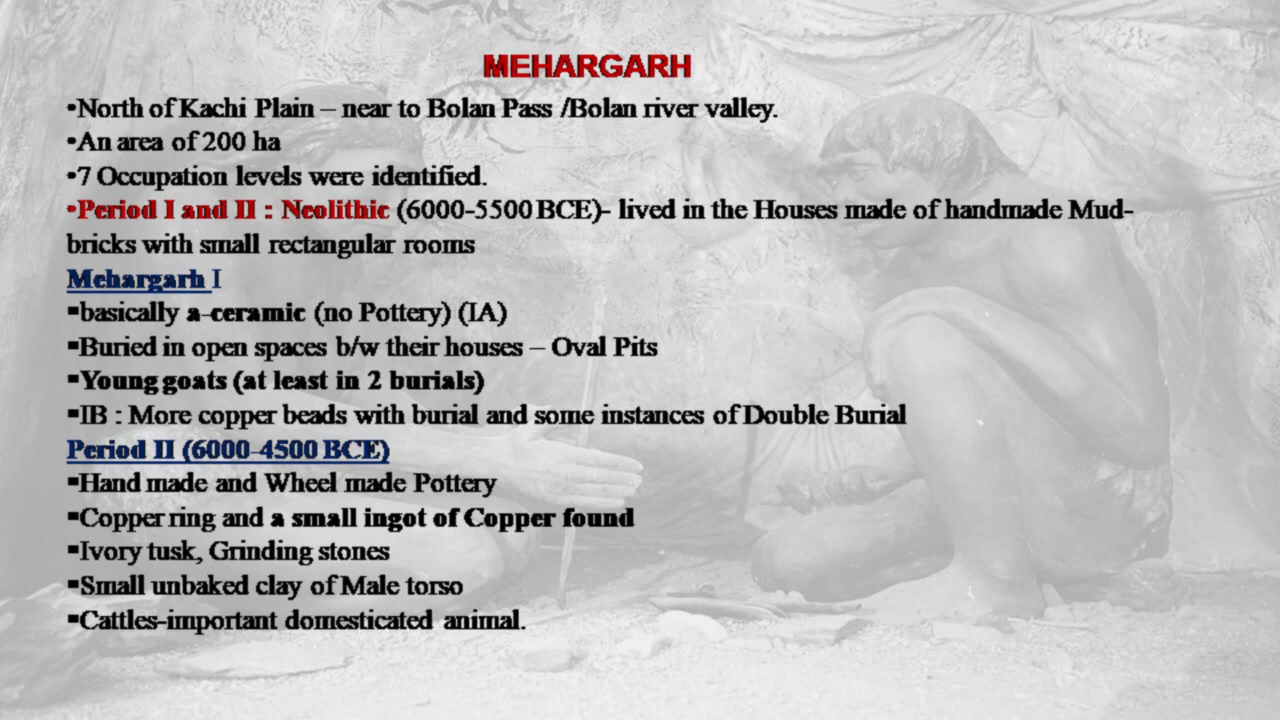 MEHARGARH
•North of Kachi Plain – near to Bolan Pass /Bolan river valley.
•An area of 200 ha
•7 Occupation levels were identified.
•Period I and II : Neolithic (6000-5500 BCE)- lived in the Houses made of handmade Mud-
bricks with small rectangular rooms
Mehargarh I
▪basically a-ceramic (no Pottery) (IA)
▪Buried in open spaces b/w their houses – Oval Pits
▪Young goats (at least in 2 burials)
▪IB : More copper beads with burial and some instances of Double Burial
Period II (6000-4500 BCE)
▪Hand made and Wheel made Pottery
▪Copper ring and a small ingot of Copper found
▪Ivory tusk, Grinding stones
▪Small unbaked clay of Male torso
▪Cattles-important domesticated animal.